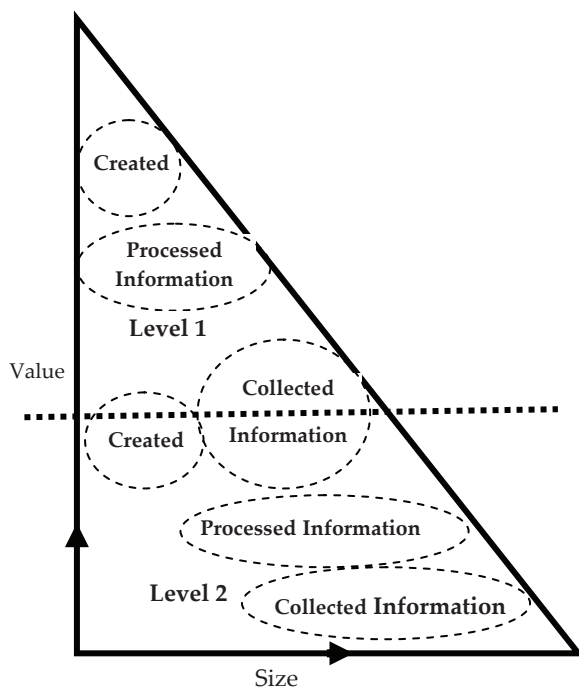 Created
Processed
Information
Level 1
Value
Collected
Information
Created
Processed Information
Level 2
Collected Information
Size